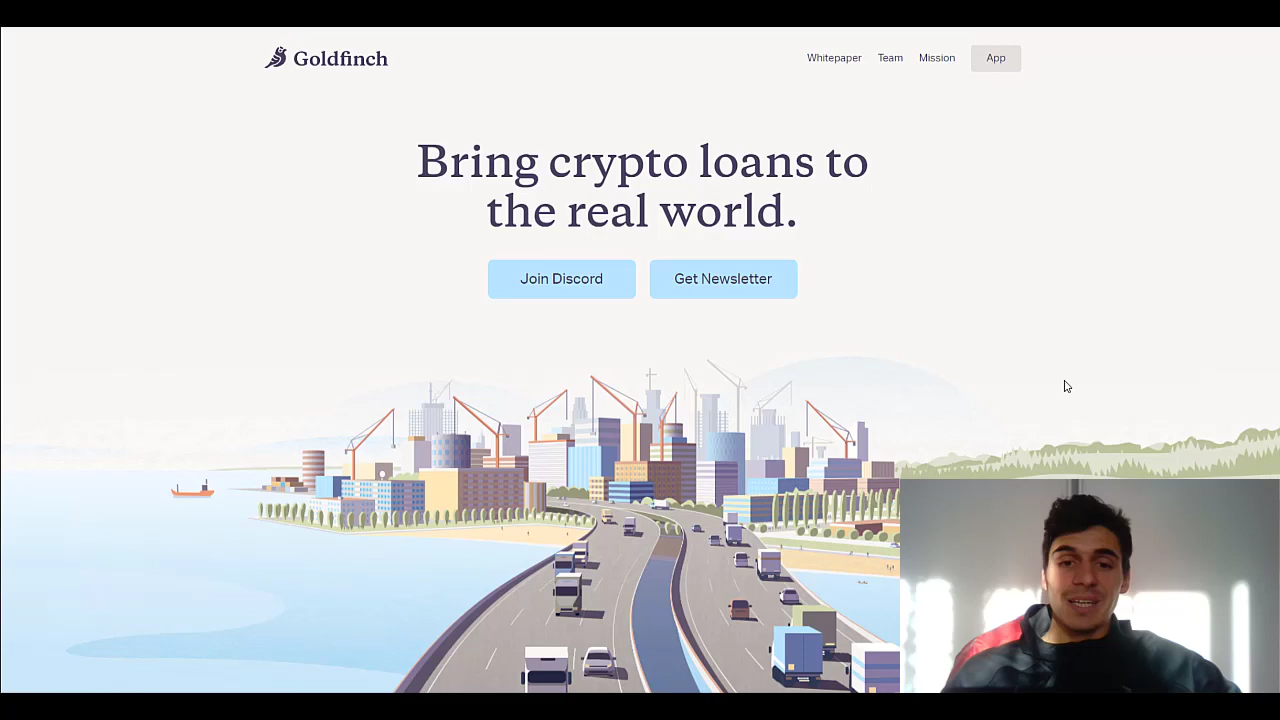 Goldfinch
Whitepaper Team Mission App
Bring crypto loans to
the real world.
Join Discord Get Newsletter